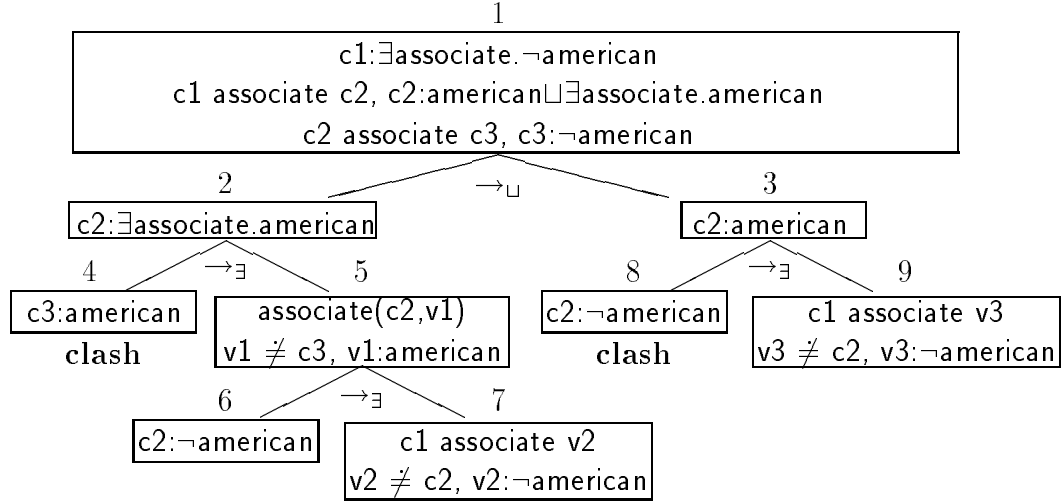 1
c1:∃associate.¬american
c1 associate c2, c2:american⊔∃associate.american
c2 associate c3, c3:¬american
→⊔
2
3
c2:∃associate.american
c2:american
4
→∃
5
8
→∃
9
c3:american
clash
associate(c2,v1)
v1 ≠̇ c3, v1:american
c2:¬american
clash
c1 associate v3
v3 ≠̇ c2, v3:¬american
6
→∃
7
c2:¬american
c1 associate v2
v2 ≠̇ c2, v2:¬american